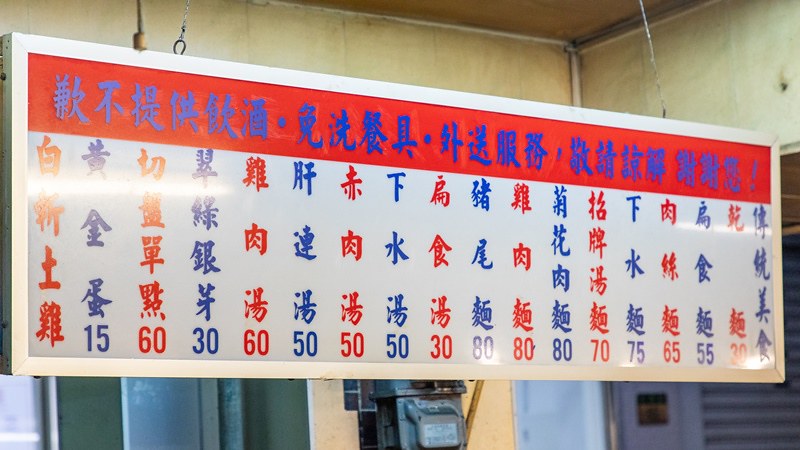 歉不提供飲酒・免洗餐具・外送服務，敬請諒解 謝謝您！
傳統美食
乾麵 30
扁食麵 55
肉絲麵 65
下水麵 75
招牌湯麵 70
菊花肉麵 80
雞肉麵 80
豬尾麵 80
扁食湯 30
下水湯 50
赤肉湯 50
肝連湯 50
雞肉湯 60
翠綠銀芽 30
切盤單點 60
黃金蛋 15
白斬土雞